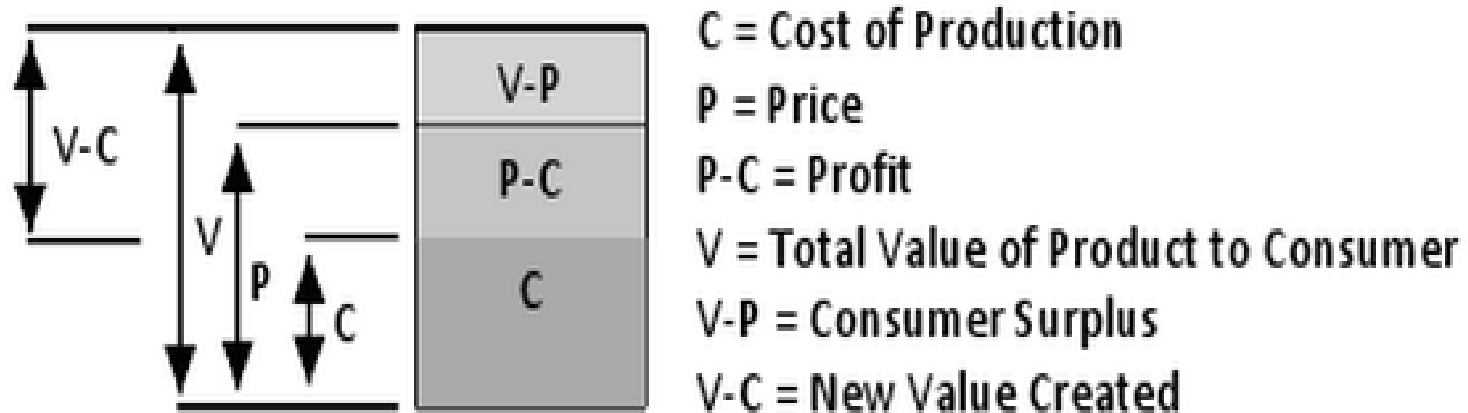 V-C
V
P
C
V-P
P-C
C
C = Cost of Production
P = Price
P-C = Profit
V = Total Value of Product to Consumer
V-P = Consumer Surplus
V-C = New Value Created